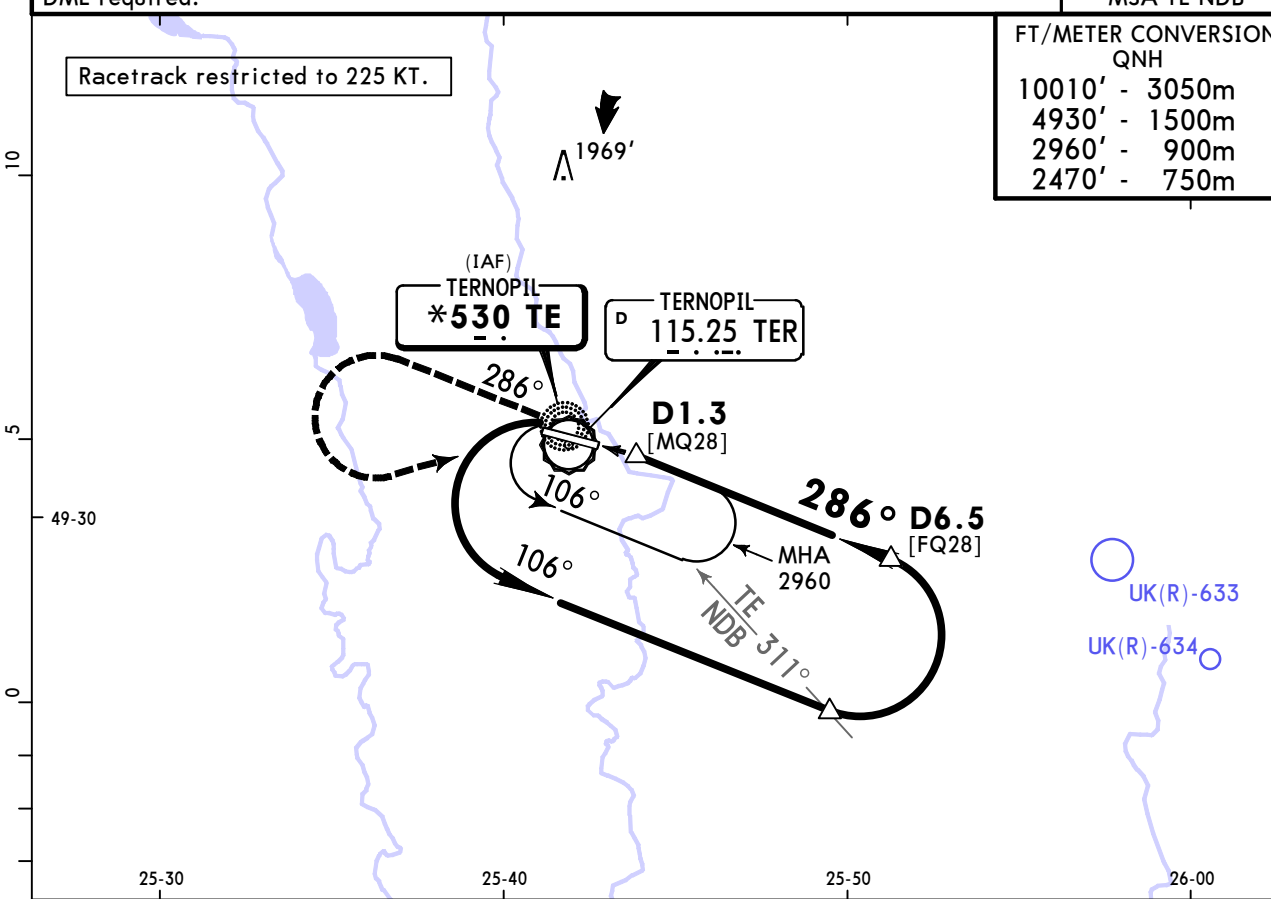 DME required.
MSA TE NDB
FT/METER CONVERSION
QNH
10010' - 3050m
4930' - 1500m
2960' - 900m
2470' - 750m
Racetrack restricted to 225 KT.
1969'
10
(IAF)
TERNOPIL
*530 TE
TERNOPIL
D 115.25 TER
286°
D1.3
[MQ28]
5
106°
286°
D6.5
[FQ28]
49-30
MHA
2960
106°
TE
NDB 311°
UK(R)-633
UK(R)-634
0
25-30
25-40
25-50
26-00